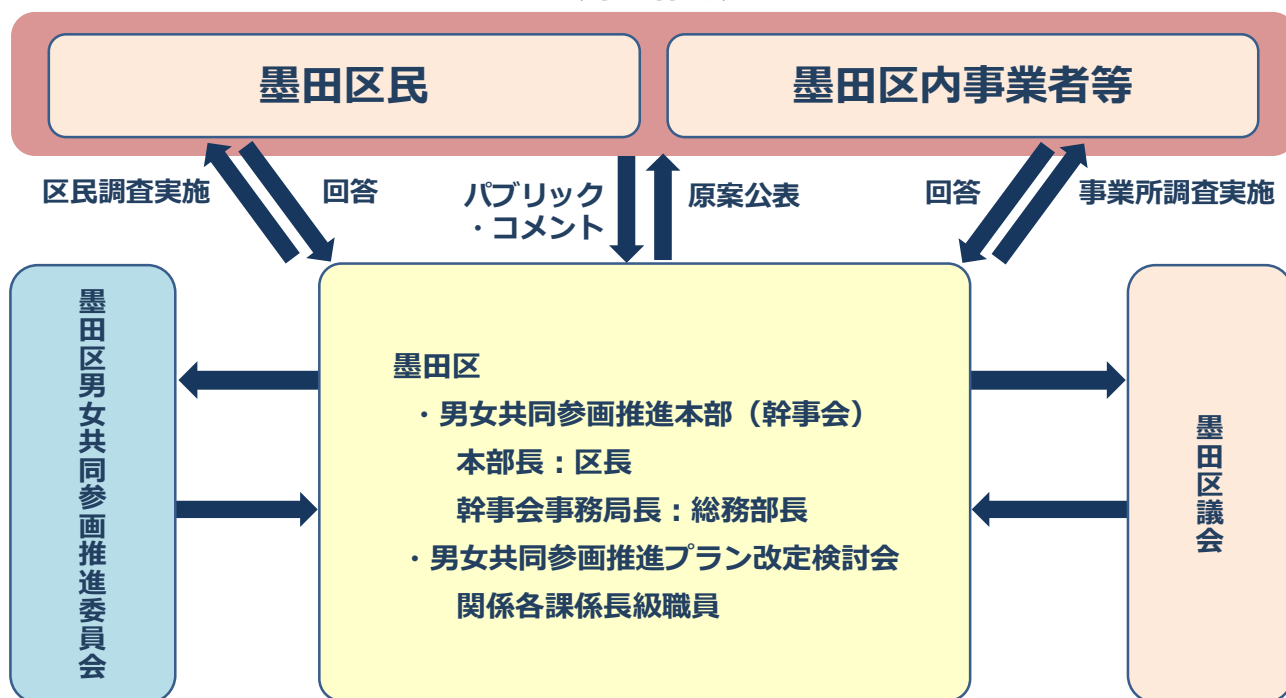 墨田区民
墨田区内事業者等
区民調査実施
回答
パブリック
・コメント
原案公表
回答
事業所調査実施
墨田区男女共同参画推進委員会
墨田区
・男女共同参画推進本部（幹事会）
本部長：区長
幹事会事務局長：総務部長
・男女共同参画推進プラン改定検討会
関係各課係長級職員
墨田区議会